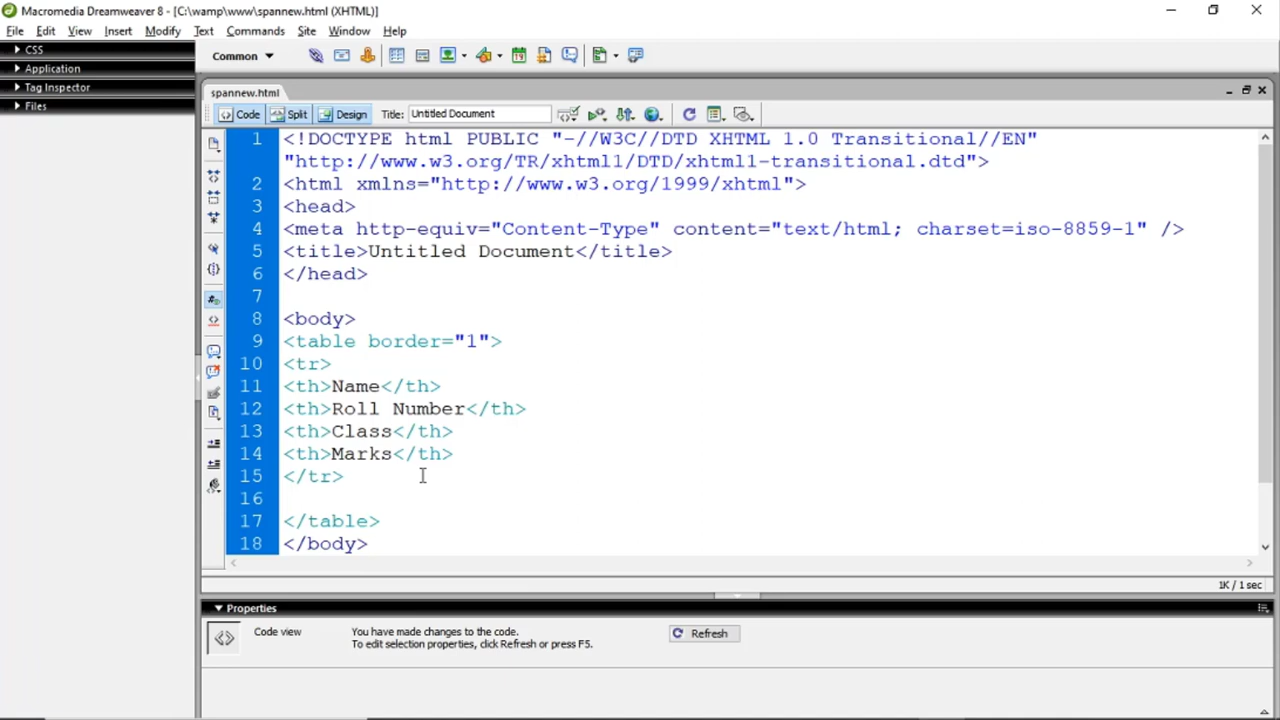 Macromedia Dreamweaver 8 - [C:\wamp\www\spannew.html (XHTML)]
File Edit View Insert Modify Text Commands Site Window Help
CSS
Application
Tag Inspector
Files
Common
spannew.html
Code Split Design Title: Untitled Document
1 <!DOCTYPE html PUBLIC "-//W3C//DTD XHTML 1.0 Transitional//EN"
"http://www.w3.org/TR/xhtml1/DTD/xhtml1-transitional.dtd">
2 <html xmlns="http://www.w3.org/1999/xhtml">
3 <head>
4 <meta http-equiv="Content-Type" content="text/html; charset=iso-8859-1" />
5 <title>Untitled Document</title>
6 </head>
7
8 <body>
9 <table border="1">
10 <tr>
11 <th>Name</th>
12 <th>Roll Number</th>
13 <th>Class</th>
14 <th>Marks</th>
15 </tr>
16
17 </table>
18 </body>
1K / 1 sec
Properties
Code view You have made changes to the code. Refresh
To edit selection properties, click Refresh or press F5.